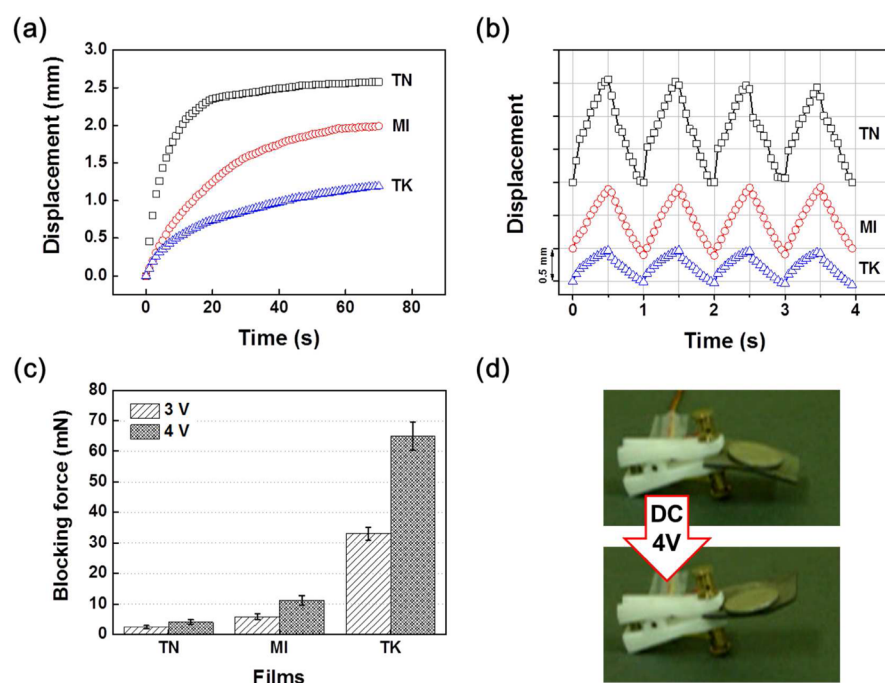 (a)
3.0
2.5
2.0
1.5
1.0
0.5
0.0
Displacement (mm)
TN
MI
TK
0
20
40
60
80
Time (s)
(b)
Displacement
0.5 mm
TN
MI
TK
0
1
2
3
4
Time (s)
(c)
80
70
60
50
40
30
20
10
0
Blocking force (mN)
3 V
4 V
TN
MI
TK
Films
(d)
DC
4V